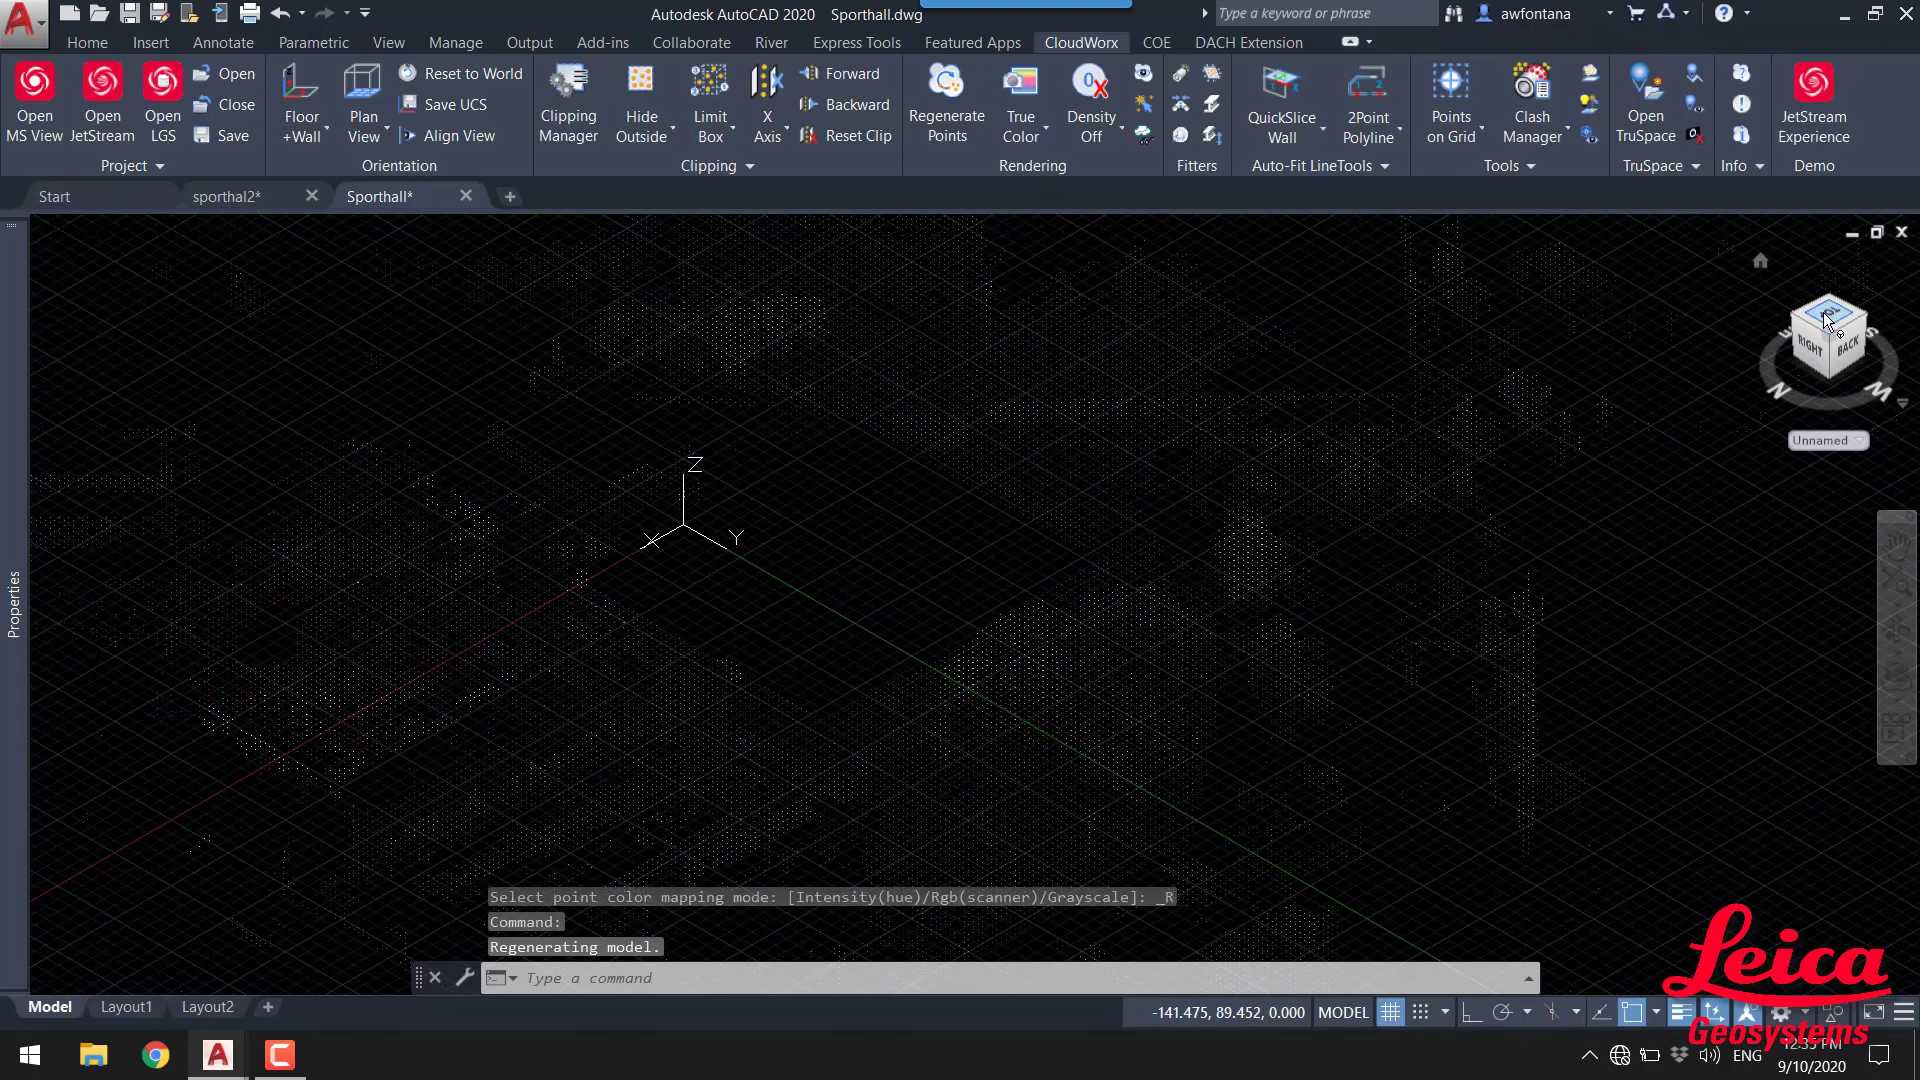 Autodesk AutoCAD 2020 Sporthall.dwg
Type a keyword or phrase
awfontana
Home Insert Annotate Parametric View Manage Output Add-ins Collaborate River Express Tools Featured Apps CloudWorx COE DACH Extension
Open MS View
Open JetStream
Open LGS
Open
Close
Save
Project
Floor +Wall
Plan View
Reset to World
Save UCS
Align View
Orientation
Clipping Manager
Hide Outside
Limit Box
X Axis
Forward
Backward
Reset Clip
Clipping
Regenerate Points
True Color
Density Off
Rendering
Fitters
QuickSlice Wall
2Point Polyline
Auto-Fit LineTools
Points on Grid
Clash Manager
Tools
Open TruSpace
TruSpace
Info
JetStream Experience
Demo
Start sporthal2* Sporthall*
RIGHT BACK
N
Unnamed
Z
X Y
Properties
Select point color mapping mode: [Intensity(hue)/Rgb(scanner)/Grayscale]: _R
Command:
Regenerating model.
Type a command
Leica
Geosystems
Model Layout1 Layout2
-141.475, 89.452, 0.000 MODEL
ENG
9/10/2020